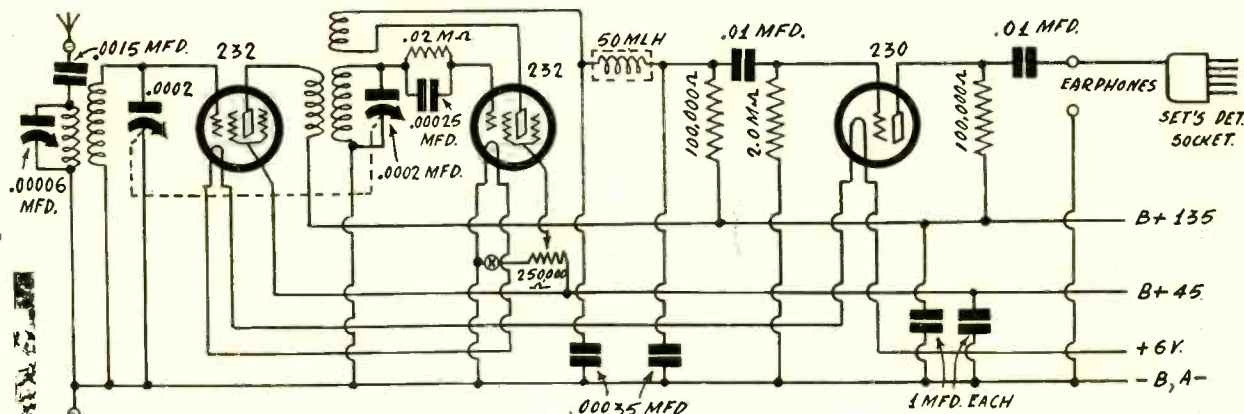 .0015 MFD.
232
.0002
.00006
MFD.
.02 MΩ
.00025
MFD.
.0002 MFD.
232
250,000
Ω
50 MLH
.01 MFD.
100,000Ω
2.0 MΩ
230
100,000Ω
.01 MFD.
EARPHONES
SET'S DET.
SOCKET.
B+ 135
B+ 45
+6V.
-B, A-
.00035 MFD
1 MFD. EACH